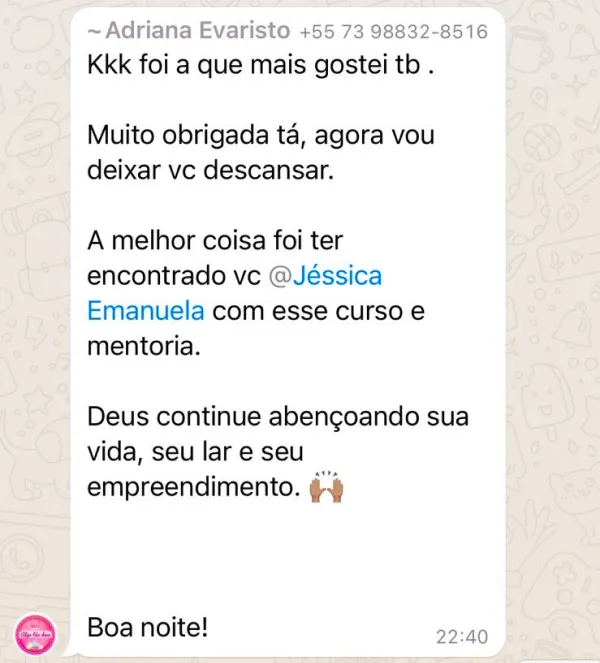 ~Adriana Evaristo +55 73 98832-8516
Kkk foi a que mais gostei tb .
Muito obrigada tá, agora vou
deixar vc descansar.
A melhor coisa foi ter
encontrado vc @Jéssica
Emanuela com esse curso e
mentoria.
Deus continue abençoando sua
vida, seu lar e seu
empreendimento. 🙌🏽
Boa noite!
22:40